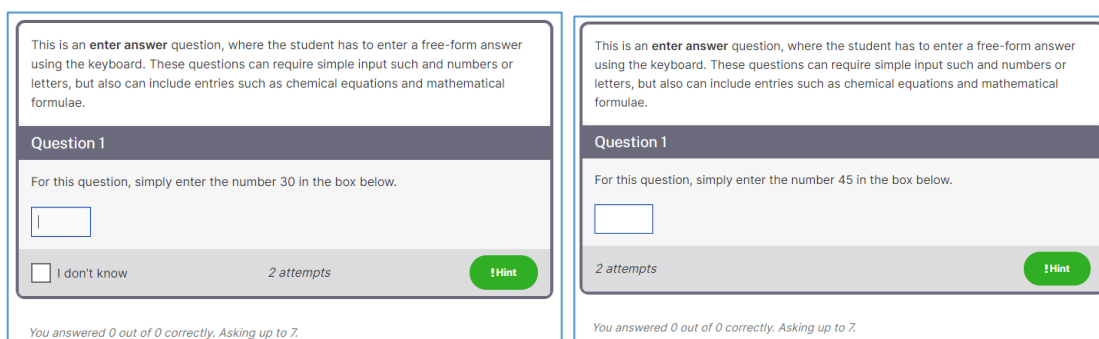 This is an enter answer question, where the student has to enter a free-form answer
using the keyboard. These questions can require simple input such and numbers or
letters, but also can include entries such as chemical equations and mathematical
formulae.
Question 1
For this question, simply enter the number 30 in the box below.
I don't know
2 attempts
!Hint
You answered 0 out of 0 correctly. Asking up to 7.
This is an enter answer question, where the student has to enter a free-form answer
using the keyboard. These questions can require simple input such and numbers or
letters, but also can include entries such as chemical equations and mathematical
formulae.
Question 1
For this question, simply enter the number 45 in the box below.
2 attempts
!Hint
You answered 0 out of 0 correctly. Asking up to 7.